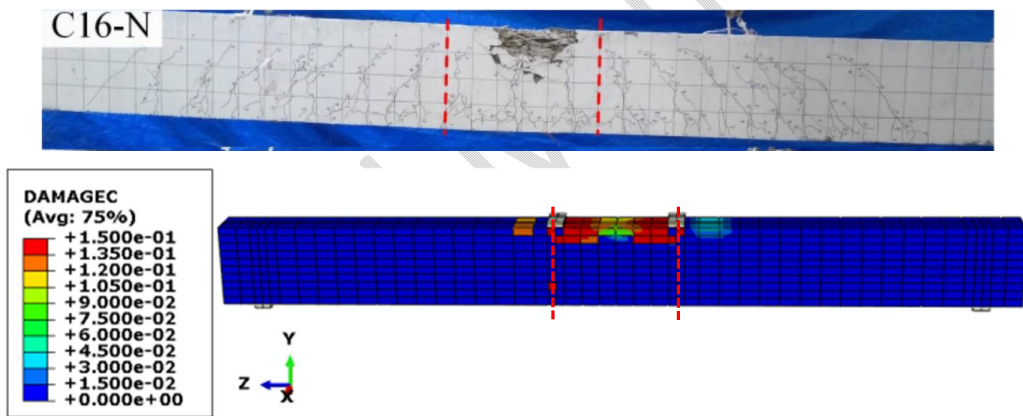 C16-N
DAMAGEC
(Avg: 75%)
+1.500e-01
+1.350e-01
+1.200e-01
+1.050e-01
+9.000e-02
+7.500e-02
+6.000e-02
+4.500e-02
+3.000e-02
+1.500e-02
+0.000e+00
Y
Z
X